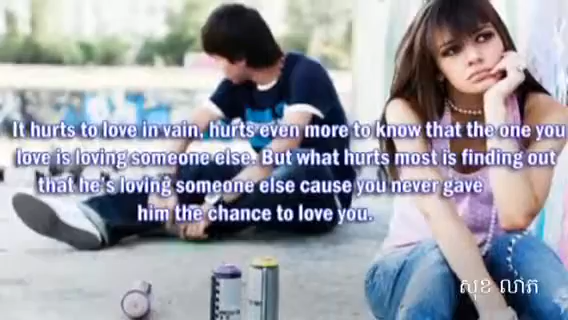 It hurts to love in vain, hurts even more to know that the one you
love is loving someone else. But what hurts most is finding out
that he's loving someone else cause you never gave
him the chance to love you.
សុខ លាភ